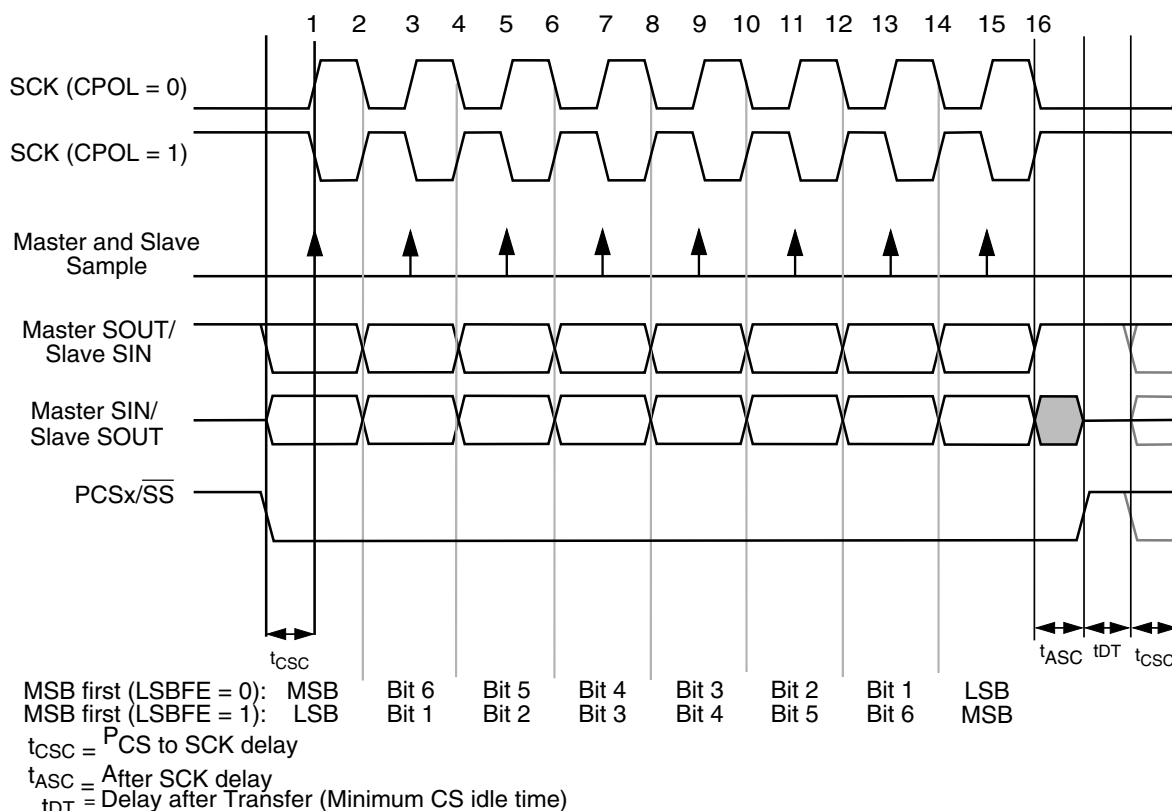 1 2 3 4 5 6 7 8 9 10 11 12 13 14 15 16
SCK (CPOL = 0)
SCK (CPOL = 1)
Master and Slave
Sample
Master SOUT/
Slave SIN
Master SIN/
Slave SOUT
PCSx/SS
tCSC
tASC tDT tCSC
MSB first (LSBFE = 0): MSB Bit 6 Bit 5 Bit 4 Bit 3 Bit 2 Bit 1 LSB
MSB first (LSBFE = 1): LSB Bit 1 Bit 2 Bit 3 Bit 4 Bit 5 Bit 6 MSB
tCSC = PCS to SCK delay
tASC = After SCK delay
tDT = Delay after Transfer (Minimum CS idle time)